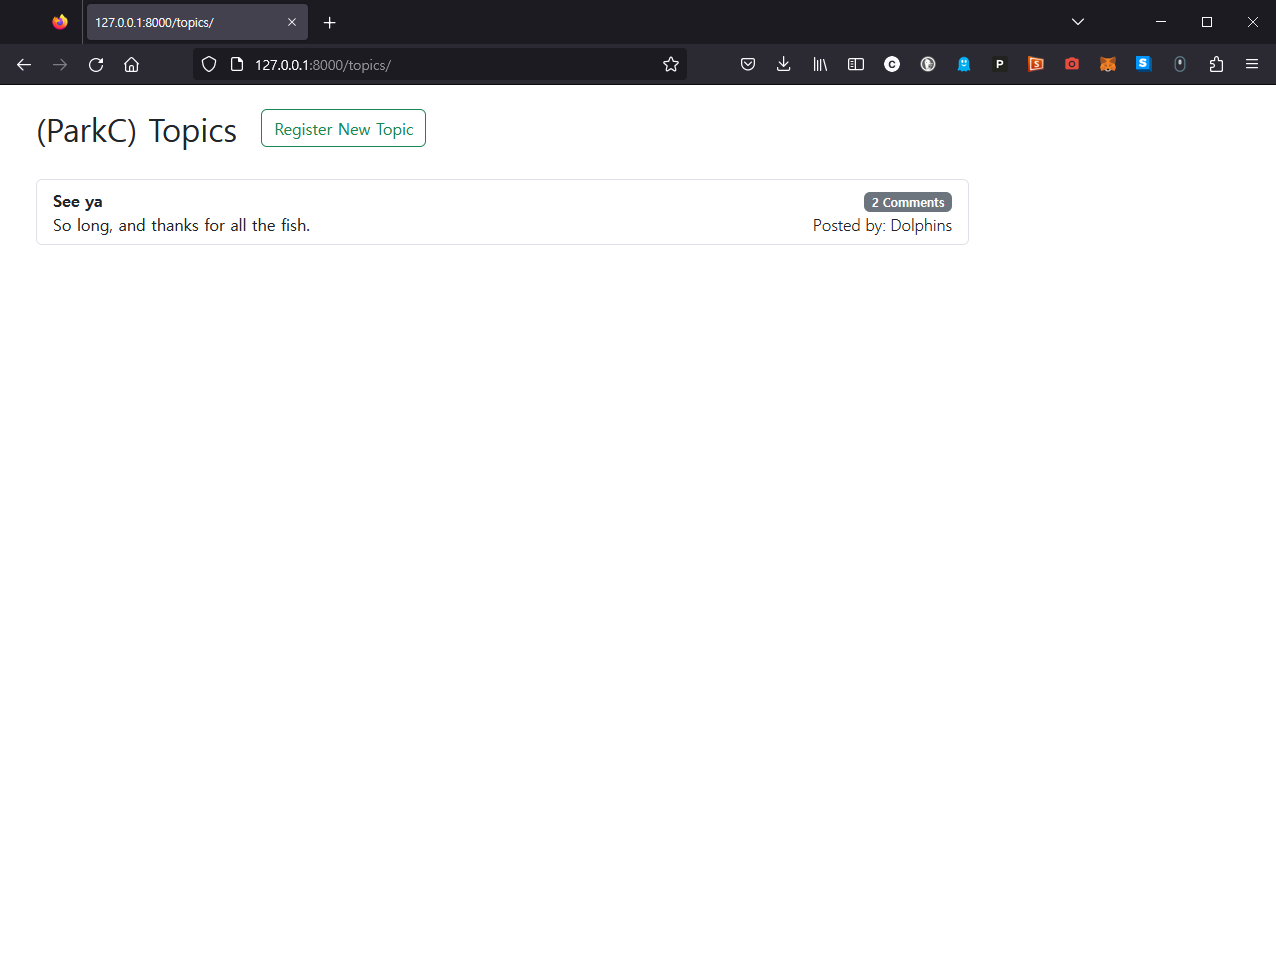 127.0.0.1:8000/topics/
127.0.0.1:8000/topics/
(ParkC) Topics
Register New Topic
See ya
2 Comments
So long, and thanks for all the fish.
Posted by: Dolphins